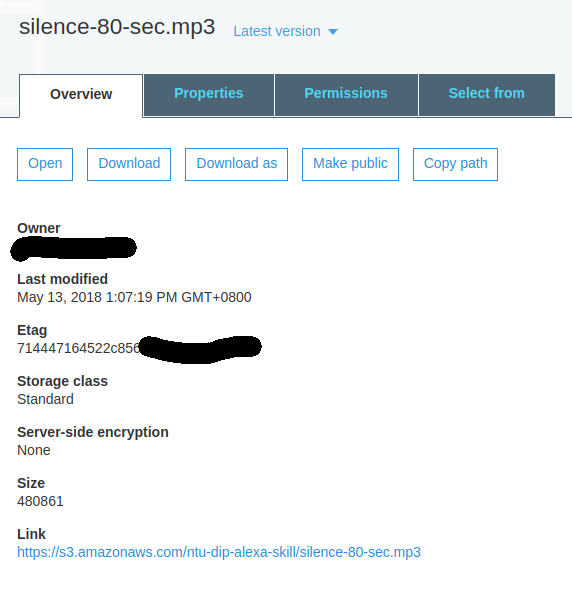 silence-80-sec.mp3 Latest version
Overview Properties Permissions Select from
Open Download Download as Make public Copy path
Owner
Last modified
May 13, 2018 1:07:19 PM GMT+0800
Etag
714447164522c856
Storage class
Standard
Server-side encryption
None
Size
480861
Link
https://s3.amazonaws.com/ntu-dip-alexa-skill/silence-80-sec.mp3